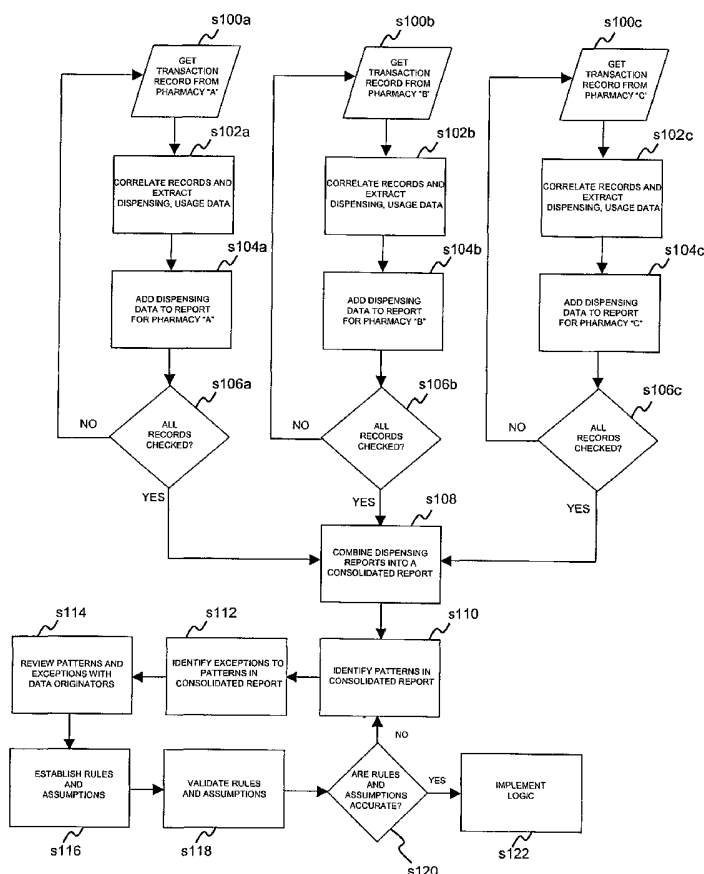 s100a
s100b
s100c
GET
TRANSACTION
RECORD FROM
PHARMACY "A"
GET
TRANSACTION
RECORD FROM
PHARMACY 'B"
GET
TRANSACTION
RECORD FROM
PHARMACY 'C'
s102a
s102b
s102c
CORRELATE RECORDS AND
EXTRACT
DISPENSING, USAGE DATA
CORRELATE RECORDS AND
EXTRACT
DISPENSING, USAGE DATA
CORRELATE RECORDS AND
EXTRACT
DISPENSING, USAGE DATA
s104a
s104b
s104c
ADD DISPENSING
DATA TO REPORT
FOR PHARMACY "A"
ADD DISPENSING
DATA TO REPORT
FOR PHARMACY "B"
ADD DISPENSING
DATA TO REPORT
FOR PHARMACY "C"
s106a
s106b
s106c
NO
ALL
RECORDS
CHECKED?
NO
ALL
RECORDS
CHECKED?
NO
ALL
RECORDS
CHECKED?
YES
YES
YES
s108
COMBINE DISPENSING
REPORTS INTO A
CONSOLIDATED REPORT
s114
s112
s110
REVIEW PATTERNS AND
EXCEPTIONS WITH
DATA ORIGINATORS
IDENTIFY EXCEPTIONS TO
PATTERNS IN
CONSOLIDATED REPORT
IDENTIFY PATTERNS IN
CONSOLIDATED REPORT
NO
ESTABLISH RULES
AND
ASSUMPTIONS
VALIDATE RULES
AND ASSUMPTIONS
ARE RULES
AND
ASSUMPTIONS
ACCURATE?
YES
IMPLEMENT
LOGIC
s116
s118
s120
s122